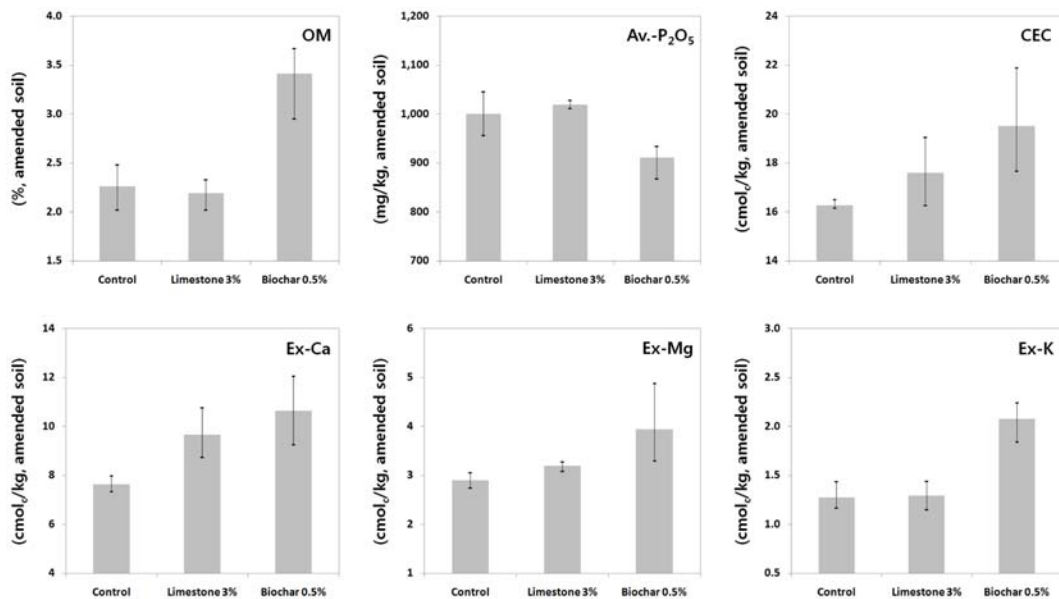 OM
(%, amended soil)
4.0
3.5
3.0
2.5
2.0
1.5
Control Limestone 3% Biochar 0.5%
Av.-P₂O₅
(mg/kg, amended soil)
1,200
1,100
1,000
900
800
700
Control Limestone 3% Biochar 0.5%
CEC
(cmolc/kg, amended soil)
24
22
20
18
16
14
Control Limestone 3% Biochar 0.5%
Ex-Ca
(cmolc/kg, amended soil)
14
12
10
8
6
4
Control Limestone 3% Biochar 0.5%
Ex-Mg
(cmolc/kg, amended soil)
6
5
4
3
2
1
Control Limestone 3% Biochar 0.5%
Ex-K
(cmolc/kg, amended soil)
3.0
2.5
2.0
1.5
1.0
0.5
Control Limestone 3% Biochar 0.5%